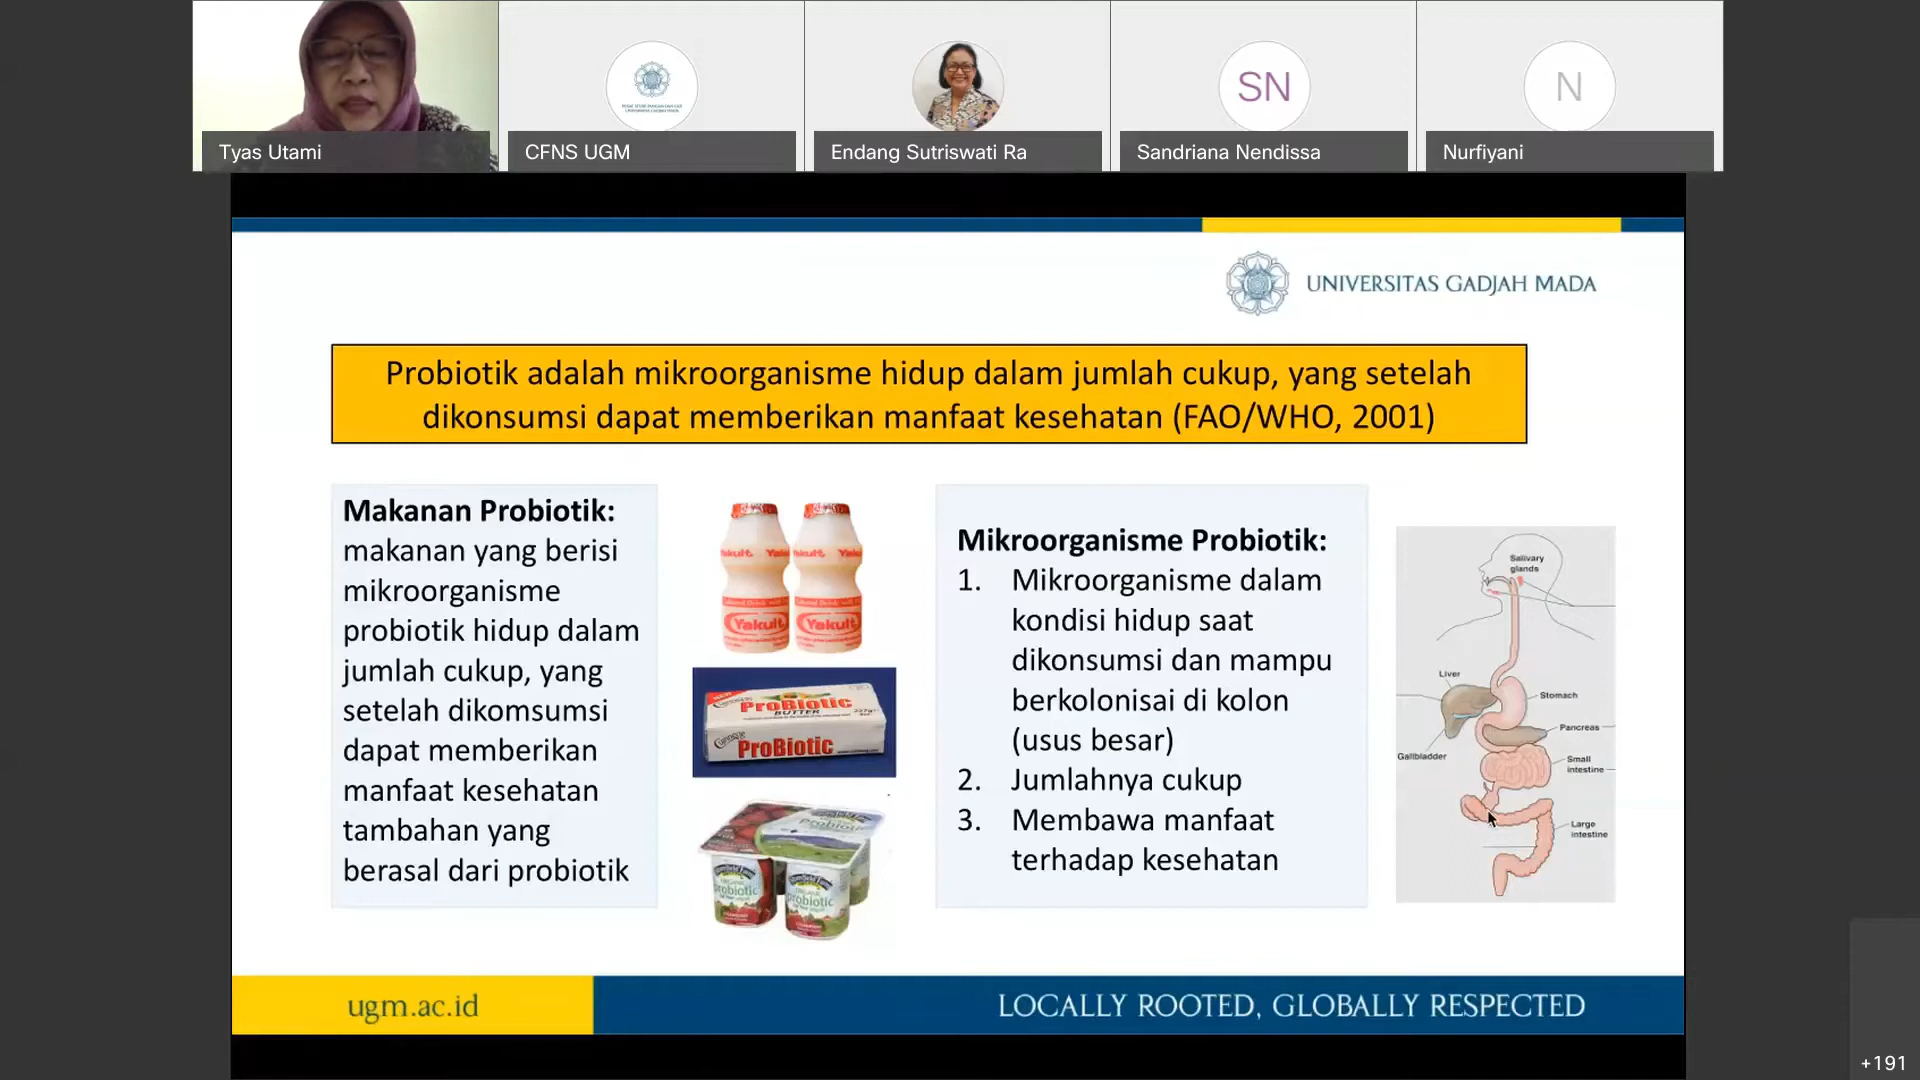 Tyas Utami
CFNS UGM
Endang Sutriswati Ra
SN
Sandriana Nendissa
N
Nurfiyani
UNIVERSITAS GADJAH MADA
Probiotik adalah mikroorganisme hidup dalam jumlah cukup, yang setelah
dikonsumsi dapat memberikan manfaat kesehatan (FAO/WHO, 2001)
Makanan Probiotik:
makanan yang berisi
mikroorganisme
probiotik hidup dalam
jumlah cukup, yang
setelah dikomsumsi
dapat memberikan
manfaat kesehatan
tambahan yang
berasal dari probiotik
Yakult
Yakult
NEW
ProBiotic
BUTTER
ProBiotic
Probiotic
probiotic
probiotic
Mikroorganisme Probiotik:
1. Mikroorganisme dalam
kondisi hidup saat
dikonsumsi dan mampu
berkolonisai di kolon
(usus besar)
2. Jumlahnya cukup
3. Membawa manfaat
terhadap kesehatan
Salivary
glands
Liver
Stomach
Pancreas
Gallbladder
Small
intestine
Large
intestine
ugm.ac.id
LOCALLY ROOTED, GLOBALLY RESPECTED
+191